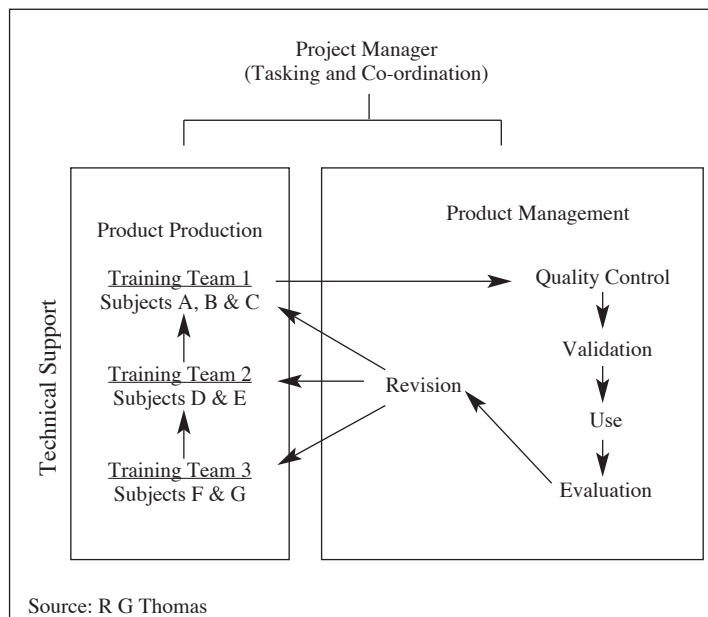 Project Manager
(Tasking and Co-ordination)
Technical Support
Product Production
Training Team 1
Subjects A, B & C
Training Team 2
Subjects D & E
Training Team 3
Subjects F & G
Product Management
Quality Control
Validation
Use
Evaluation
Revision
Source: R G Thomas